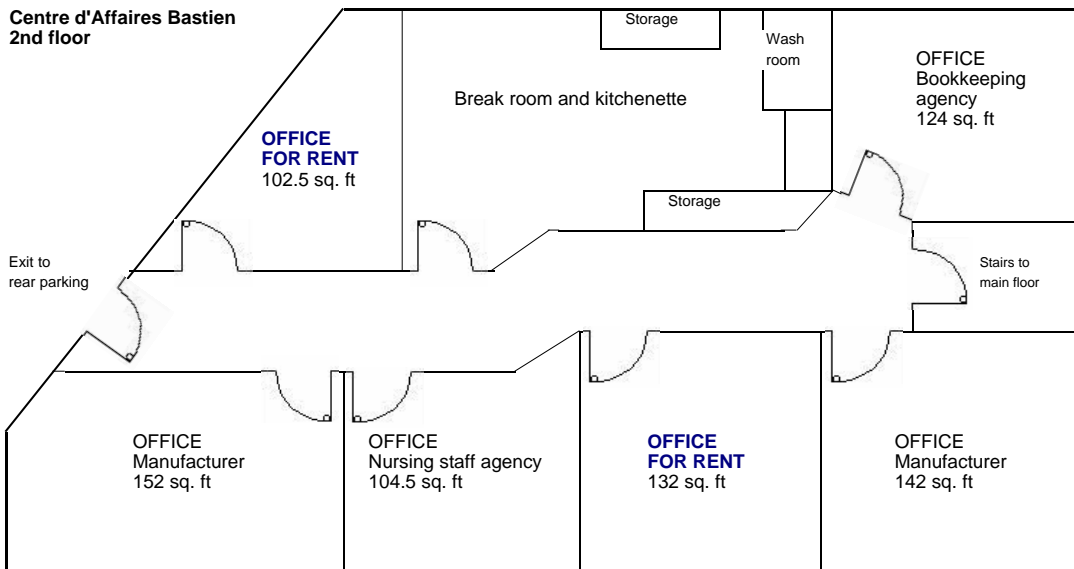 Centre d'Affaires Bastien
2nd floor
Storage
Wash
room
OFFICE
Bookkeeping
agency
124 sq. ft
Break room and kitchenette
OFFICE
FOR RENT
102.5 sq. ft
Storage
Exit to
rear parking
Stairs to
main floor
OFFICE
Manufacturer
152 sq. ft
OFFICE
Nursing staff agency
104.5 sq. ft
OFFICE
FOR RENT
132 sq. ft
OFFICE
Manufacturer
142 sq. ft